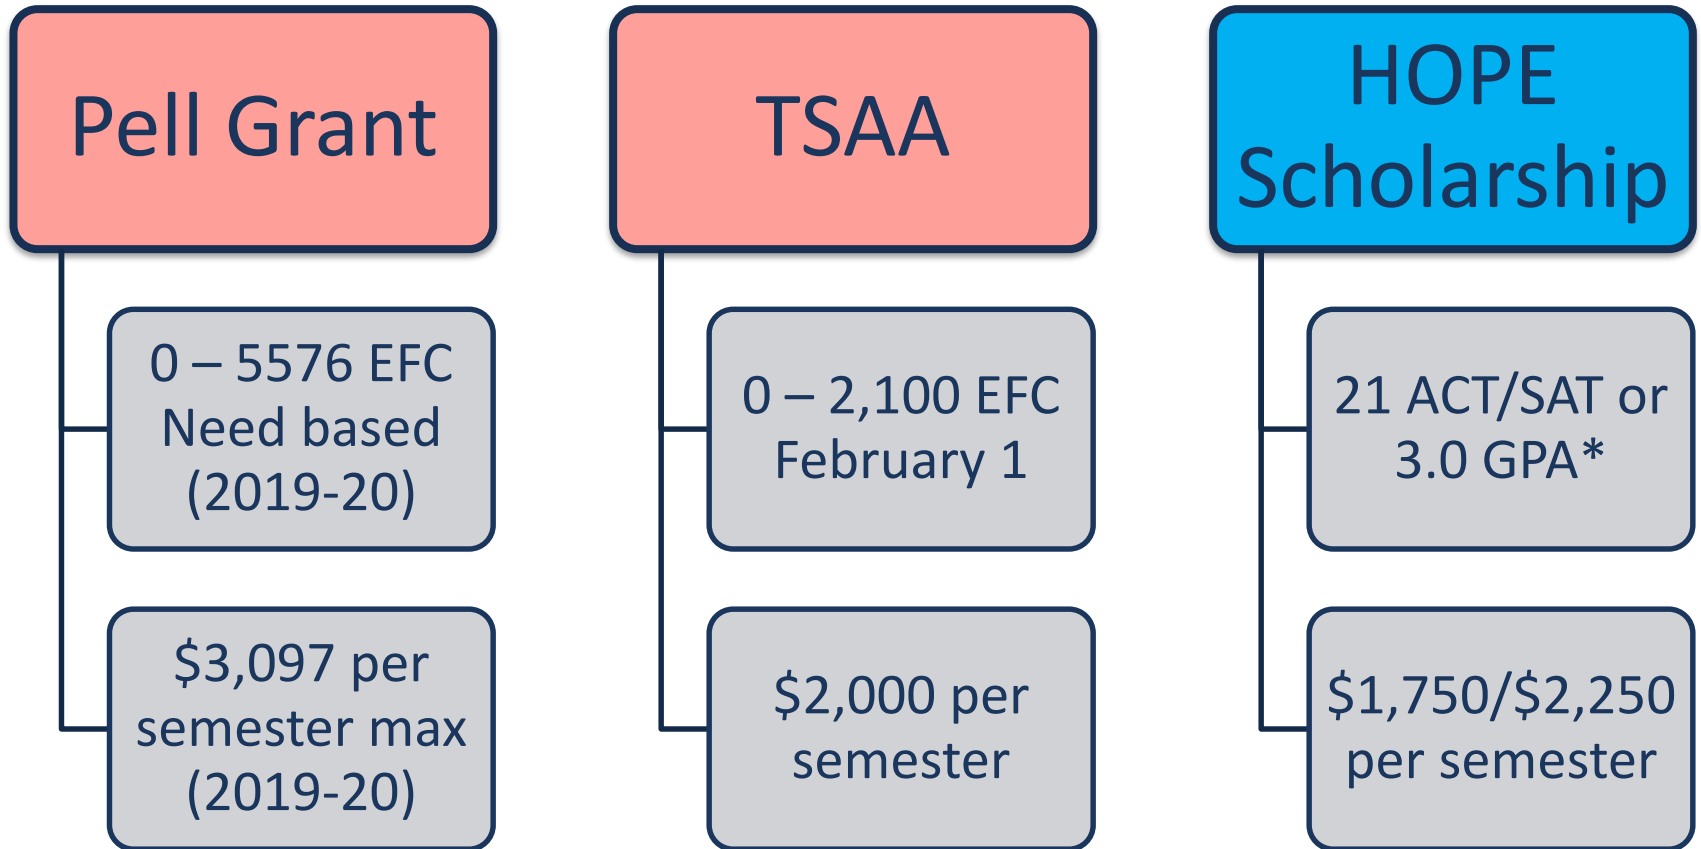 Pell Grant
0 – 5576 EFC
Need based
(2019-20)
$3,097 per
semester max
(2019-20)
TSAA
0 – 2,100 EFC
February 1
$2,000 per
semester
HOPE
Scholarship
21 ACT/SAT or
3.0 GPA*
$1,750/$2,250
per semester